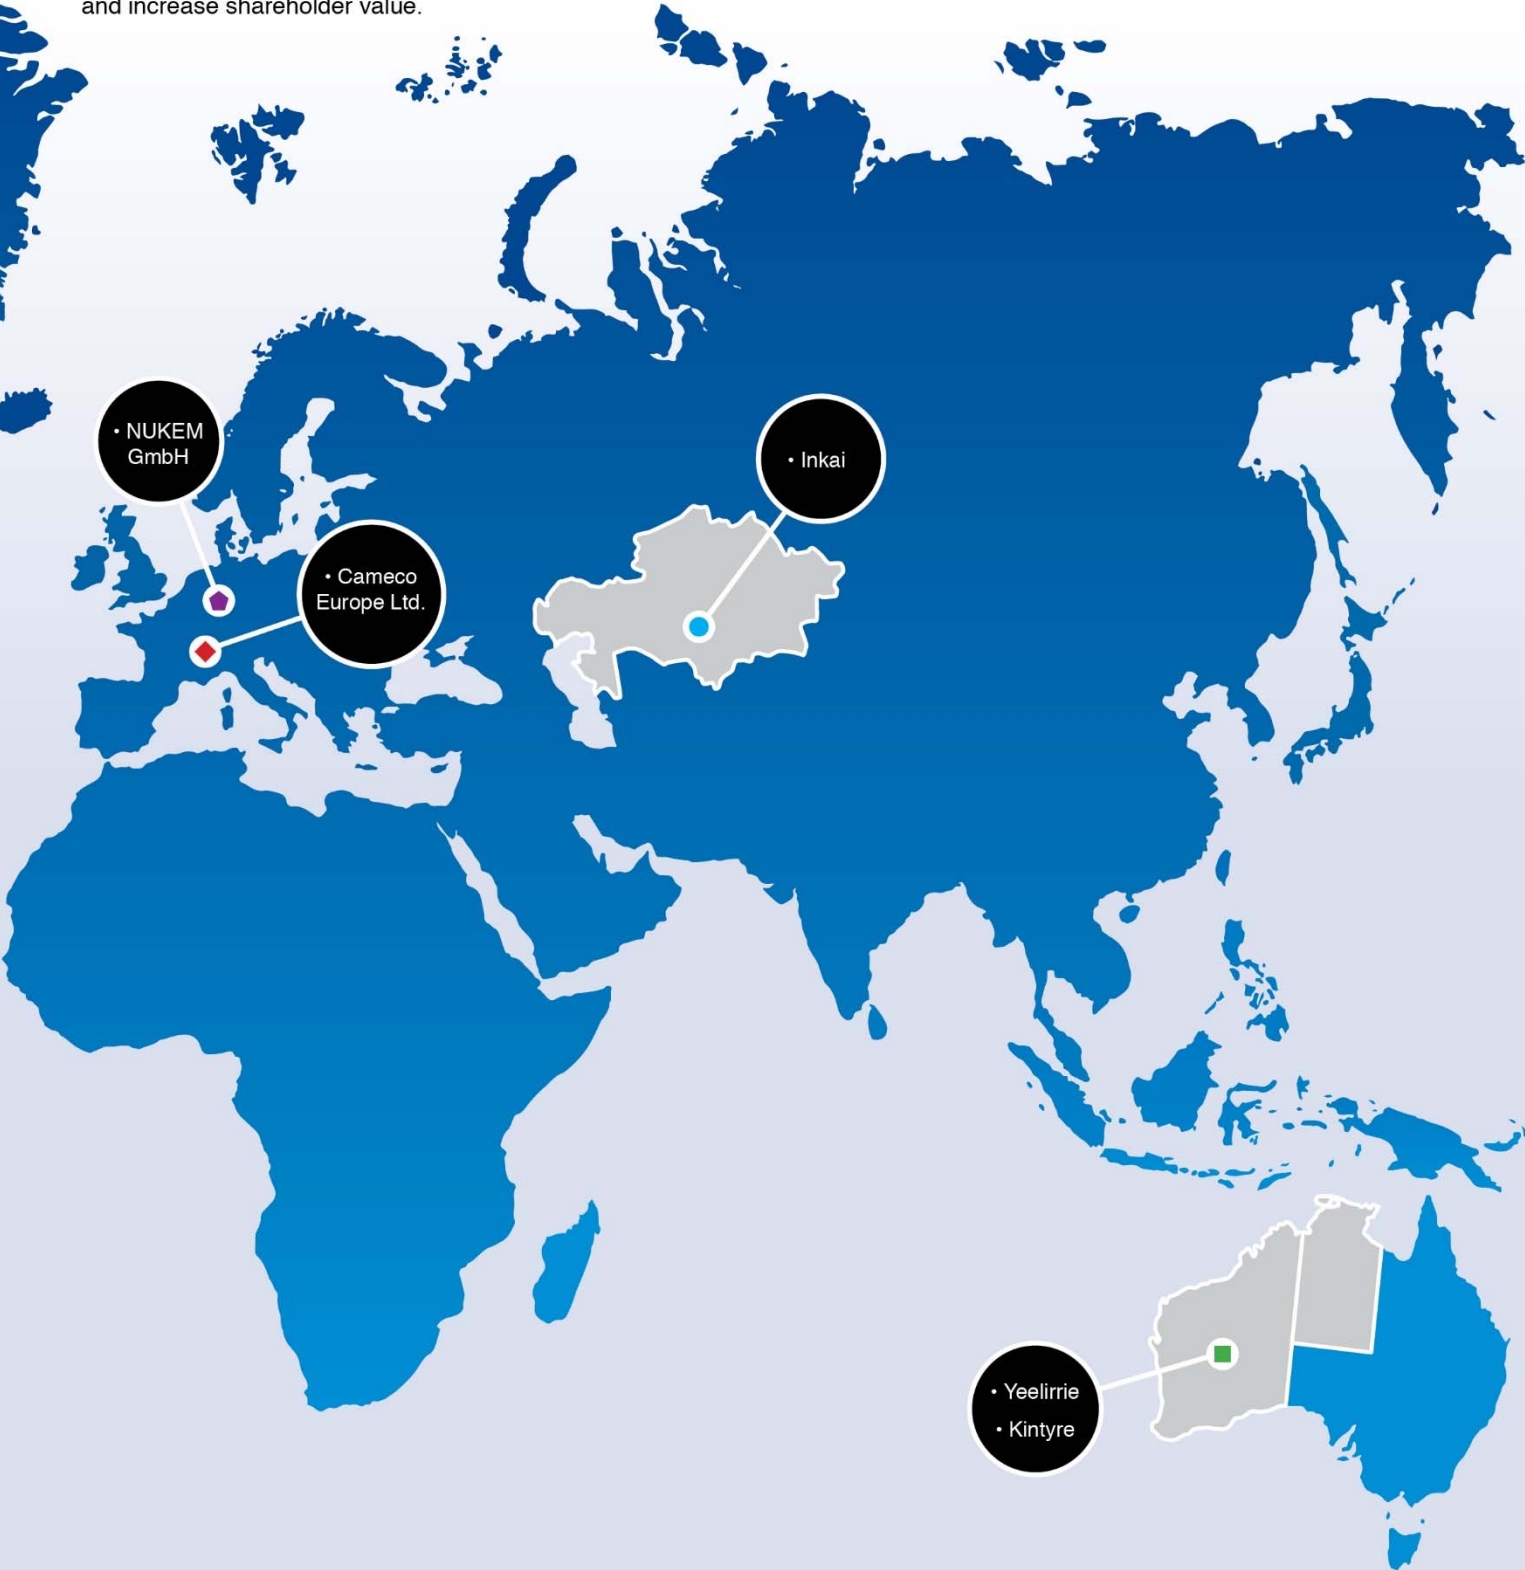 and increase shareholder value.
• NUKEM
GmbH
• Inkai
• Cameco
Europe Ltd.
• Yeelirrie
• Kintyre